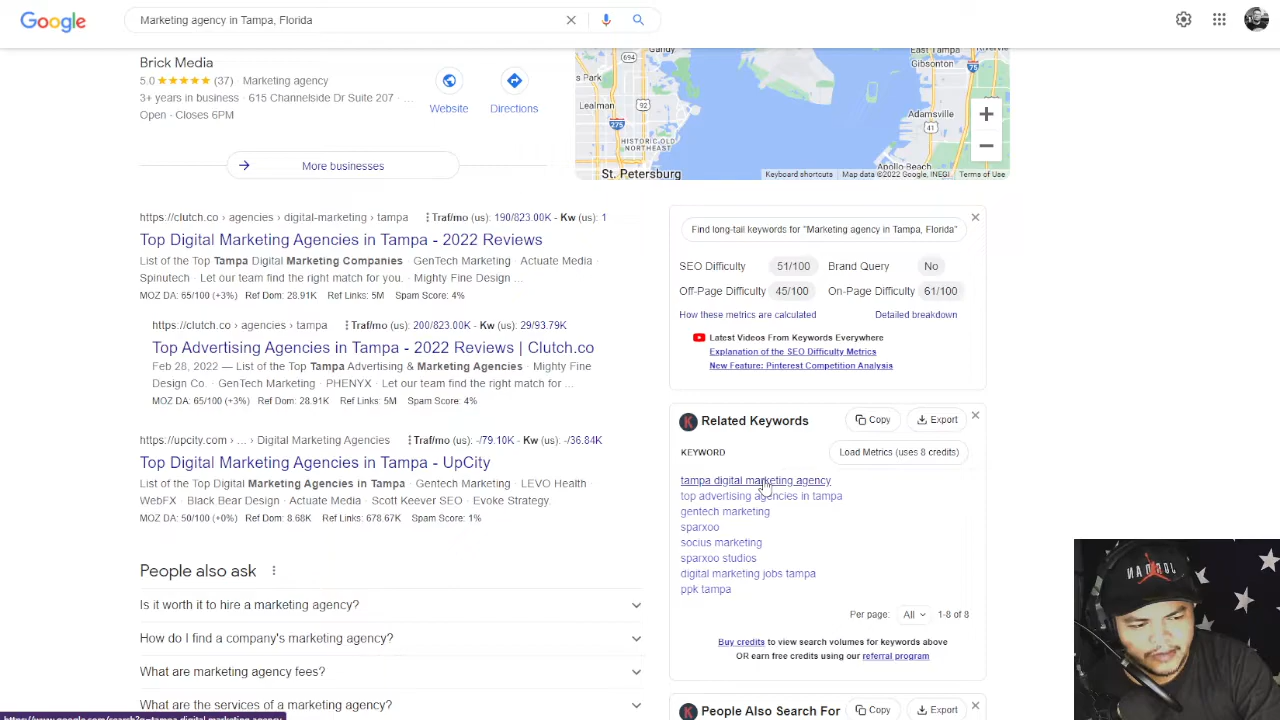 Google
Marketing agency in Tampa, Florida
Brick Media
5.0 ★★★★★ (37) Marketing agency
3+ years in business · 615 Channelside Dr Suite 207 · ...
Open · Closes 6PM
Website
Directions
More businesses
694
Gandy
s Park
Lealman
92
275
HISTORIC OLD
NORTHEAST
St. Petersburg
East Tampa
Gibsonton
75
Adamsville
41
Apollo Beach
+
−
Keyboard shortcuts
Map data ©2022 Google, INEGI
Terms of Use
https://clutch.co › agencies › digital-marketing › tampa
Traf/mo (us): 190/823.00K - Kw (us): 1
Top Digital Marketing Agencies in Tampa - 2022 Reviews
List of the Top Tampa Digital Marketing Companies · GenTech Marketing · Actuate Media ·
Spinutech · Let our team find the right match for you. · Mighty Fine Design ...
MOZ DA: 65/100 (+3%) Ref Dom: 28.91K Ref Links: 5M Spam Score: 4%
https://clutch.co › agencies › tampa
Traf/mo (us): 200/823.00K - Kw (us): 29/93.79K
Top Advertising Agencies in Tampa - 2022 Reviews | Clutch.co
Feb 28, 2022 — List of the Top Tampa Advertising & Marketing Agencies · Mighty Fine
Design Co. · GenTech Marketing · PHENYX · Let our team find the right match for ...
MOZ DA: 65/100 (+3%) Ref Dom: 28.91K Ref Links: 5M Spam Score: 4%
https://upcity.com › ... › Digital Marketing Agencies
Traf/mo (us): -/79.10K - Kw (us): -/36.84K
Top Digital Marketing Agencies in Tampa - UpCity
List of the Top Digital Marketing Agencies in Tampa · Gentech Marketing · LEVO Health ·
WebFX · Black Bear Design · Actuate Media · Scott Keever SEO · Evoke Strategy.
MOZ DA: 50/100 (+0%) Ref Dom: 8.68K Ref Links: 678.67K Spam Score: 1%
People also ask
Is it worth it to hire a marketing agency?
How do I find a company's marketing agency?
What are marketing agency fees?
What are the services of a marketing agency?
Find long-tail keywords for "Marketing agency in Tampa, Florida"
SEO Difficulty 51/100 Brand Query No
Off-Page Difficulty 45/100 On-Page Difficulty 61/100
How these metrics are calculated
Detailed breakdown
Latest Videos From Keywords Everywhere
Explanation of the SEO Difficulty Metrics
New Feature: Pinterest Competition Analysis
K Related Keywords
Copy
Export
KEYWORD
Load Metrics (uses 8 credits)
tampa digital marketing agency
top advertising agencies in tampa
gentech marketing
sparxoo
socius marketing
sparxoo studios
digital marketing jobs tampa
ppk tampa
Per page: All 1-8 of 8
Buy credits to view search volumes for keywords above
OR earn free credits using our referral program
K People Also Search For
Copy
Export
JORDAN